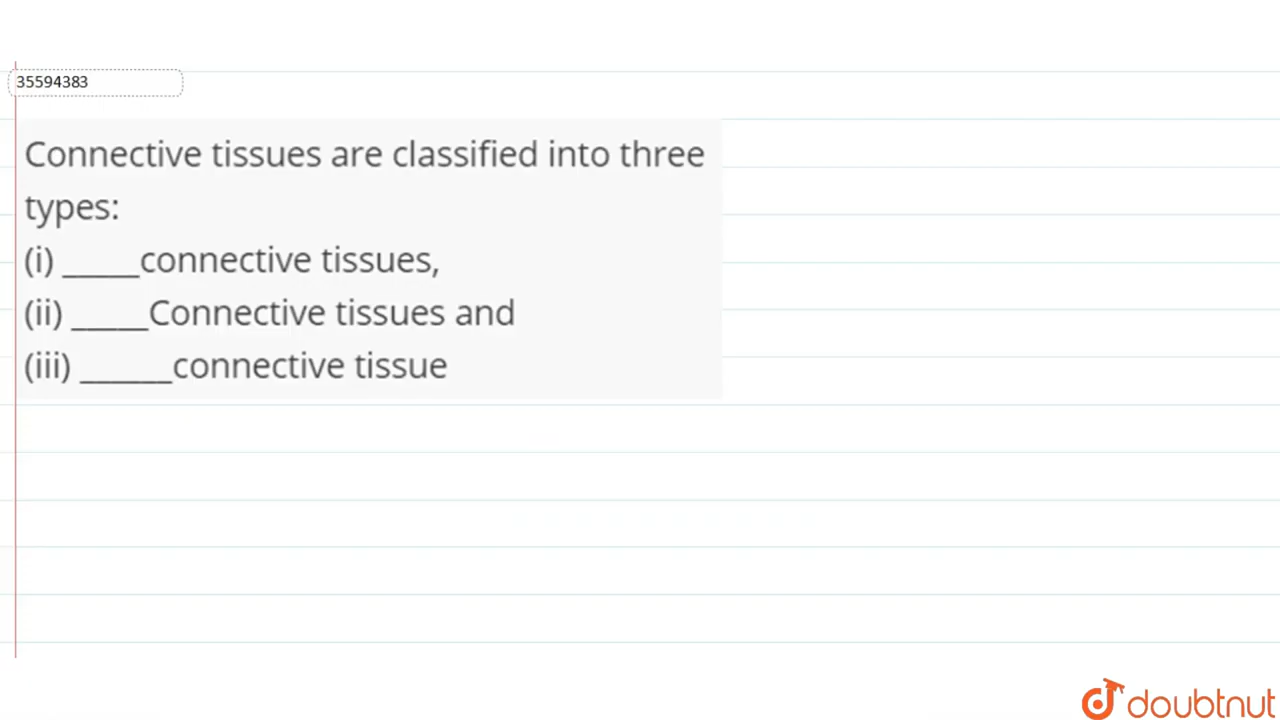 35594383
Connective tissues are classified into three
types:
(i) _____connective tissues,
(ii) _____Connective tissues and
(iii) ______connective tissue
doubtnut